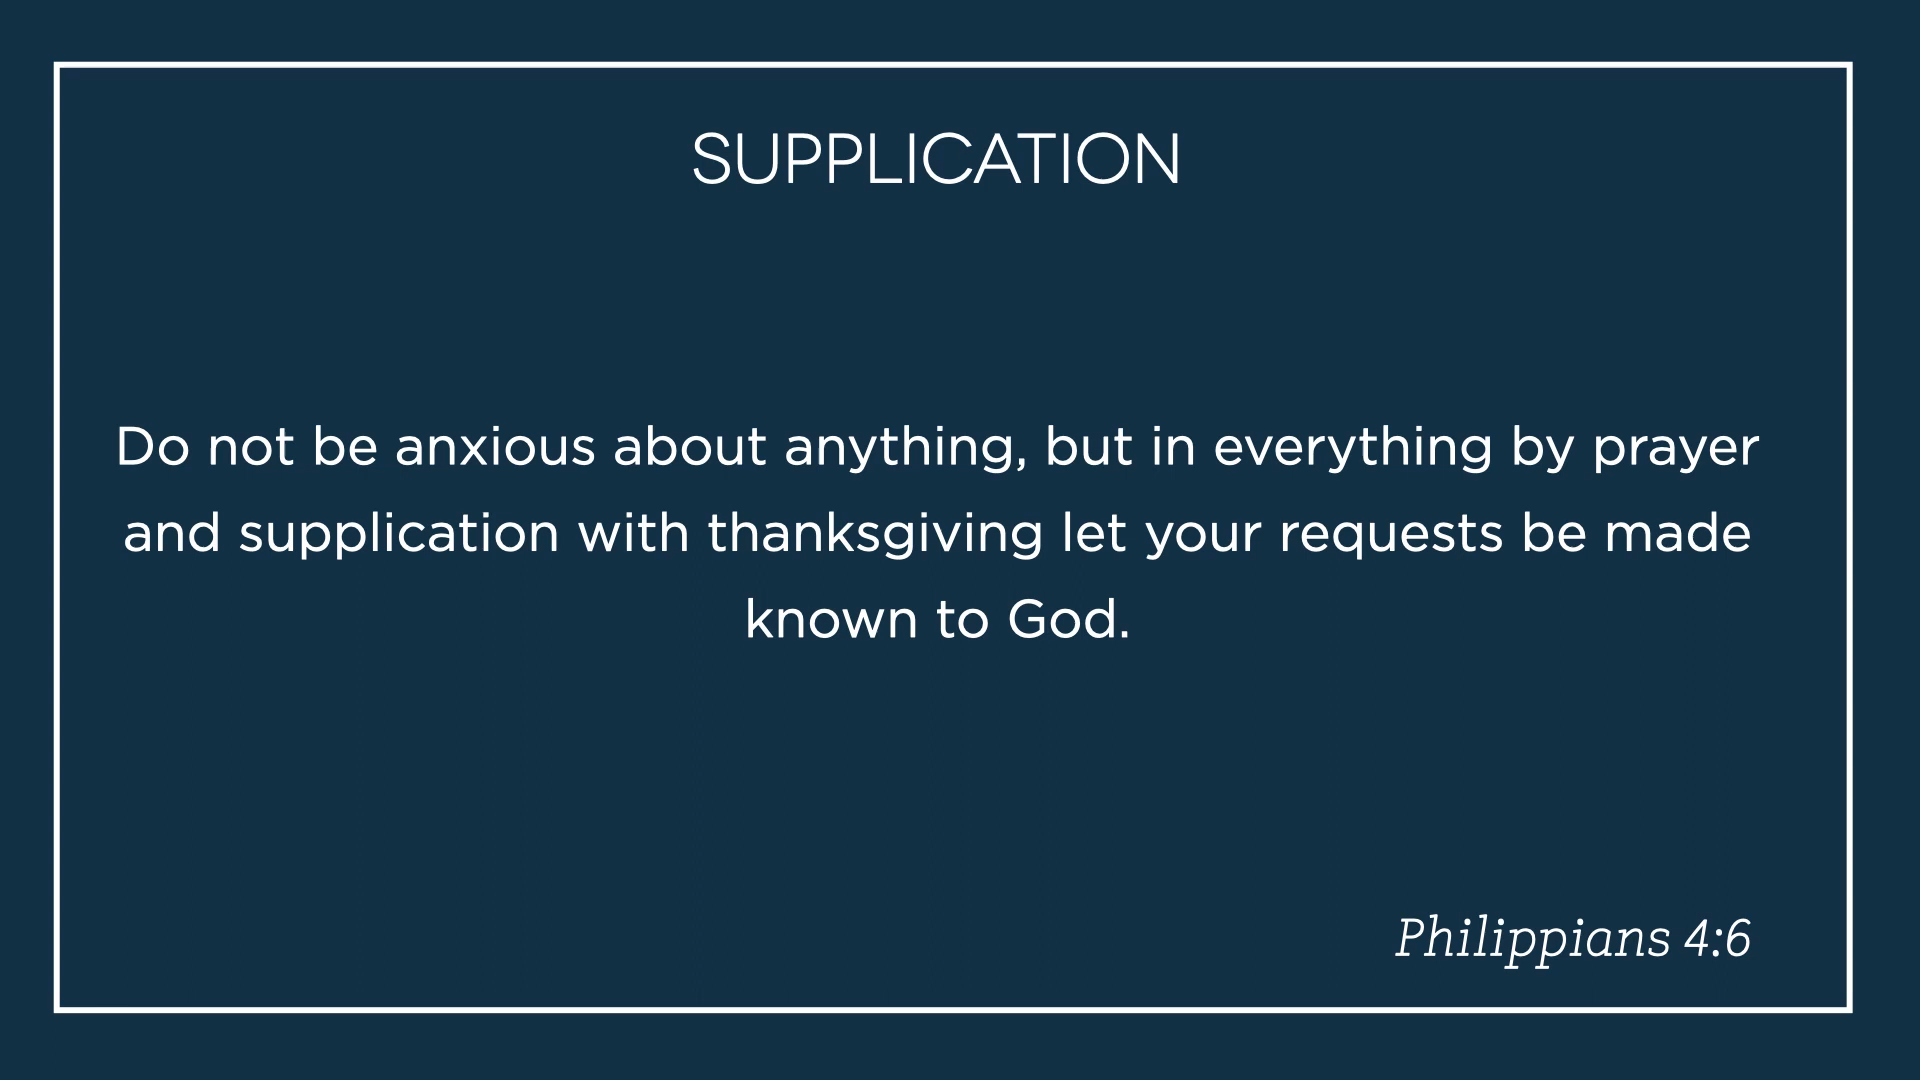 SUPPLICATION
Do not be anxious about anything, but in everything by prayer
and supplication with thanksgiving let your requests be made
known to God.
Philippians 4:6